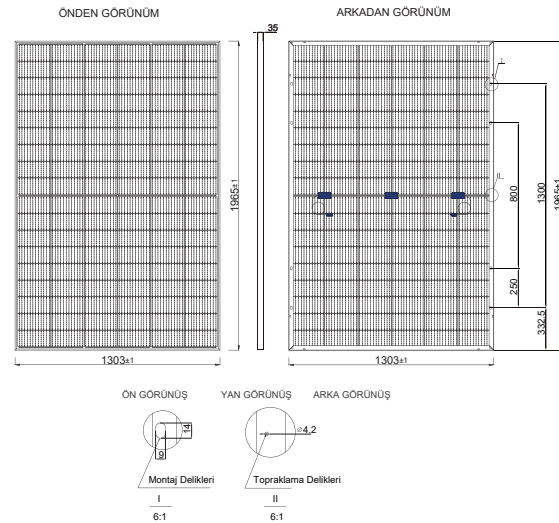 ÖNDEN GÖRÜNÜM
ARKADAN GÖRÜNÜM
35
I
1965±1
II
800
1300
1965±1
250
332.5
1303±1
1303±1
ÖN GÖRÜNÜŞ
YAN GÖRÜNÜŞ
ARKA GÖRÜNÜŞ
14
9
⌀4,2
Montaj Delikleri
Topraklama Delikleri
I
II
6:1
6:1